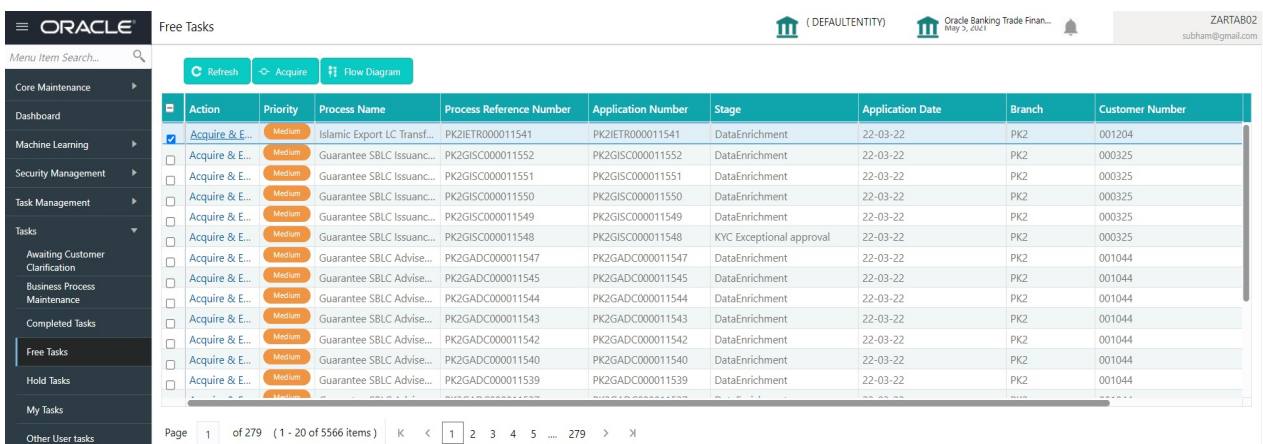 ORACLE
Free Tasks
( DEFAULTENTITY)
Oracle Banking Trade Finan...
May 5, 2021
ZARTAB02
subham@gmail.com
Menu Item Search...
Core Maintenance
Dashboard
Machine Learning
Security Management
Task Management
Tasks
Awaiting Customer
Clarification
Business Process
Maintenance
Completed Tasks
Free Tasks
Hold Tasks
My Tasks
Other User tasks
Refresh Acquire Flow Diagram
Action Priority Process Name Process Reference Number Application Number Stage Application Date Branch Customer Number
Acquire & E... Medium Islamic Export LC Transf... PK2IETR000011541 PK2IETR000011541 DataEnrichment 22-03-22 PK2 001204
Acquire & E... Medium Guarantee SBLC Issuanc... PK2GISC000011552 PK2GISC000011552 DataEnrichment 22-03-22 PK2 000325
Acquire & E... Medium Guarantee SBLC Issuanc... PK2GISC000011551 PK2GISC000011551 DataEnrichment 22-03-22 PK2 000325
Acquire & E... Medium Guarantee SBLC Issuanc... PK2GISC000011550 PK2GISC000011550 DataEnrichment 22-03-22 PK2 000325
Acquire & E... Medium Guarantee SBLC Issuanc... PK2GISC000011549 PK2GISC000011549 DataEnrichment 22-03-22 PK2 000325
Acquire & E... Medium Guarantee SBLC Issuanc... PK2GISC000011548 PK2GISC000011548 KYC Exceptional approval 22-03-22 PK2 000325
Acquire & E... Medium Guarantee SBLC Advise... PK2GADC000011547 PK2GADC000011547 DataEnrichment 22-03-22 PK2 001044
Acquire & E... Medium Guarantee SBLC Advise... PK2GADC000011545 PK2GADC000011545 DataEnrichment 22-03-22 PK2 001044
Acquire & E... Medium Guarantee SBLC Advise... PK2GADC000011544 PK2GADC000011544 DataEnrichment 22-03-22 PK2 001044
Acquire & E... Medium Guarantee SBLC Advise... PK2GADC000011543 PK2GADC000011543 DataEnrichment 22-03-22 PK2 001044
Acquire & E... Medium Guarantee SBLC Advise... PK2GADC000011542 PK2GADC000011542 DataEnrichment 22-03-22 PK2 001044
Acquire & E... Medium Guarantee SBLC Advise... PK2GADC000011540 PK2GADC000011540 DataEnrichment 22-03-22 PK2 001044
Acquire & E... Medium Guarantee SBLC Advise... PK2GADC000011539 PK2GADC000011539 DataEnrichment 22-03-22 PK2 001044
Page 1 of 279 (1 - 20 of 5566 items) 1 2 3 4 5 .... 279